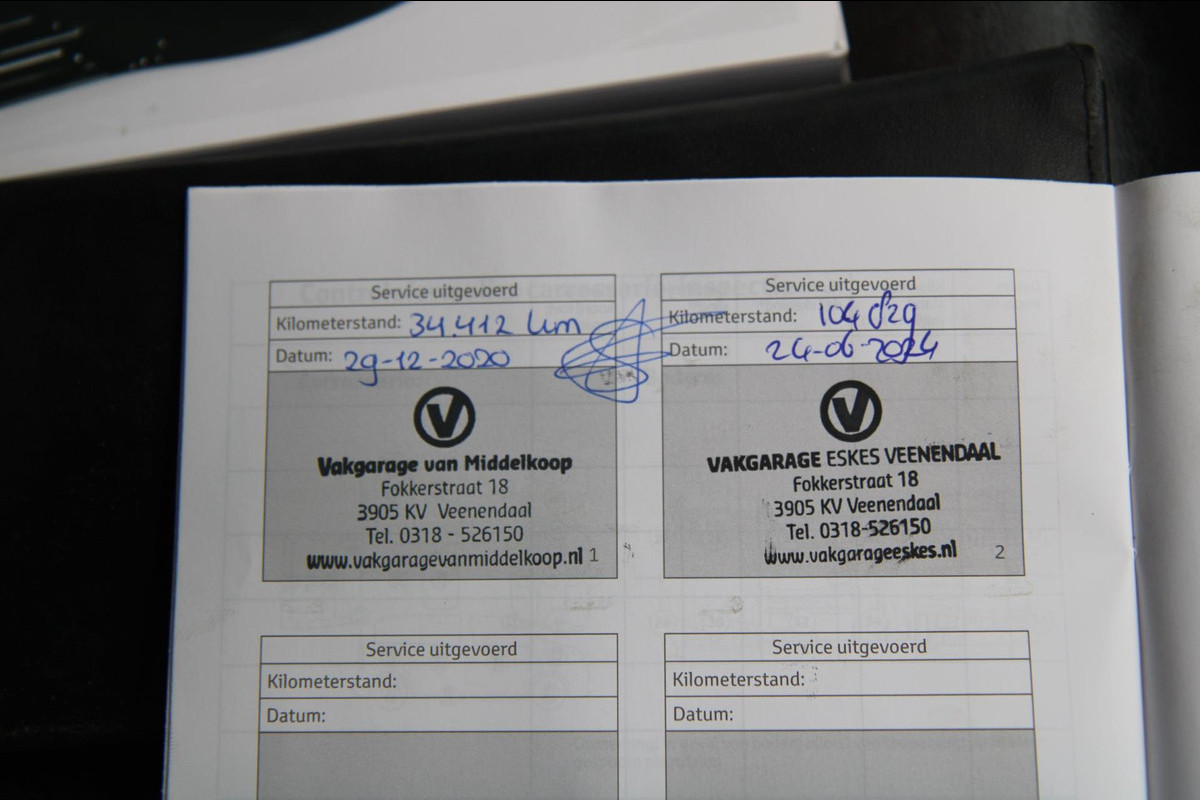 Service uitgevoerd
Kilometerstand: 34.412 km
Datum: 29-12-2020
V
Vakgarage van Middelkoop
Fokkerstraat 18
3905 KV Veenendaal
Tel. 0318 - 526150
www.vakgaragevanmiddelkoop.nl 1
Service uitgevoerd
Kilometerstand: 104 829
Datum: 24-06-2024
V
VAKGARAGE ESKES VEENENDAAL
Fokkerstraat 18
3905 KV Veenendaal
Tel. 0318-526150
www.vakgarageeskes.nl 2
Service uitgevoerd
Kilometerstand:
Datum:
Service uitgevoerd
Kilometerstand:
Datum: